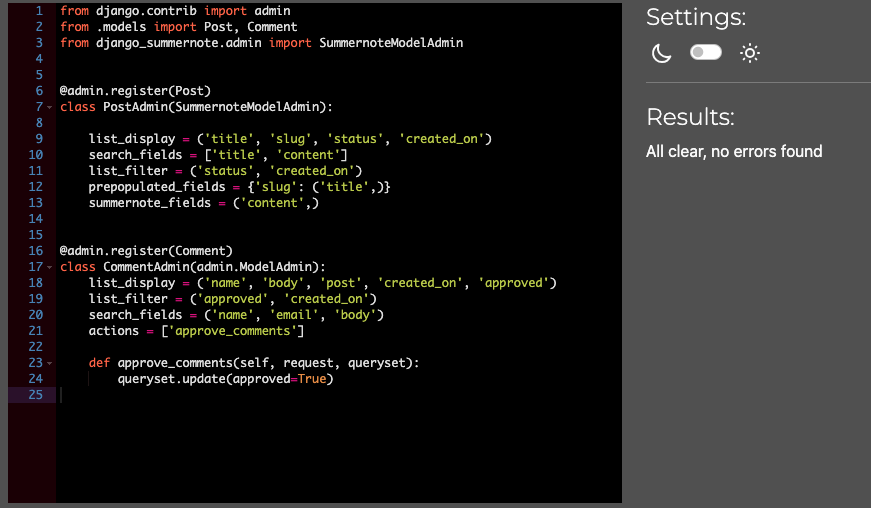 1 from django.contrib import admin
2 from .models import Post, Comment
3 from django_summernote.admin import SummernoteModelAdmin
4
5
6 @admin.register(Post)
7 class PostAdmin(SummernoteModelAdmin):
8
9     list_display = ('title', 'slug', 'status', 'created_on')
10     search_fields = ['title', 'content']
11     list_filter = ('status', 'created_on')
12     prepopulated_fields = {'slug': ('title',)}
13     summernote_fields = ('content',)
14
15
16 @admin.register(Comment)
17 class CommentAdmin(admin.ModelAdmin):
18     list_display = ('name', 'body', 'post', 'created_on', 'approved')
19     list_filter = ('approved', 'created_on')
20     search_fields = ('name', 'email', 'body')
21     actions = ['approve_comments']
22
23     def approve_comments(self, request, queryset):
24         queryset.update(approved=True)
25
Settings:
Results:
All clear, no errors found